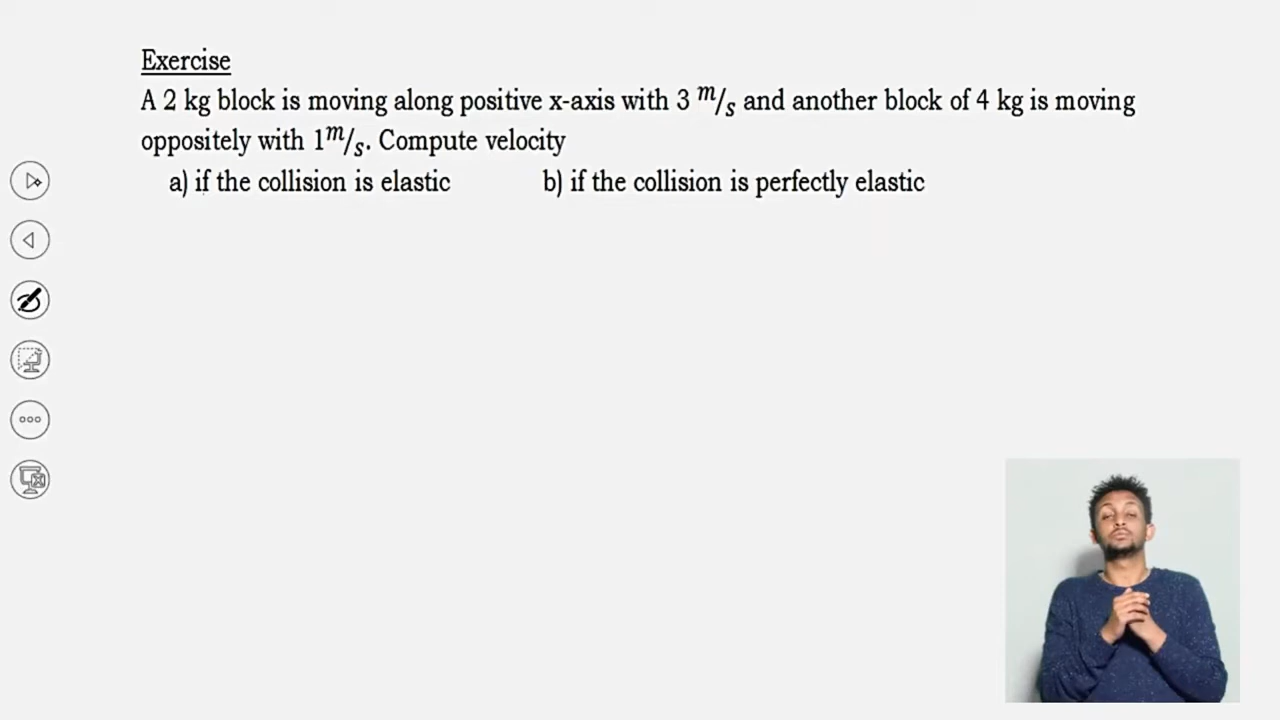 Exercise
A 2 kg block is moving along positive x-axis with 3 m/s and another block of 4 kg is moving
oppositely with 1 m/s. Compute velocity
a) if the collision is elastic b) if the collision is perfectly elastic